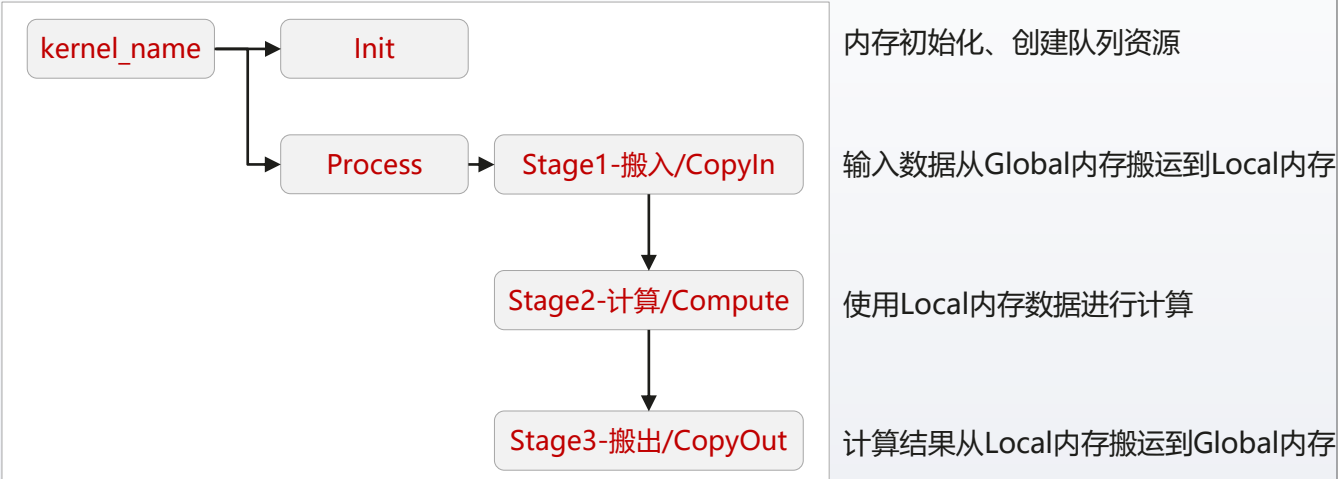 kernel_name
Init
内存初始化、创建队列资源
Process
Stage1-搬入/CopyIn
输入数据从Global内存搬运到Local内存
Stage2-计算/Compute
使用Local内存数据进行计算
Stage3-搬出/CopyOut
计算结果从Local内存搬运到Global内存